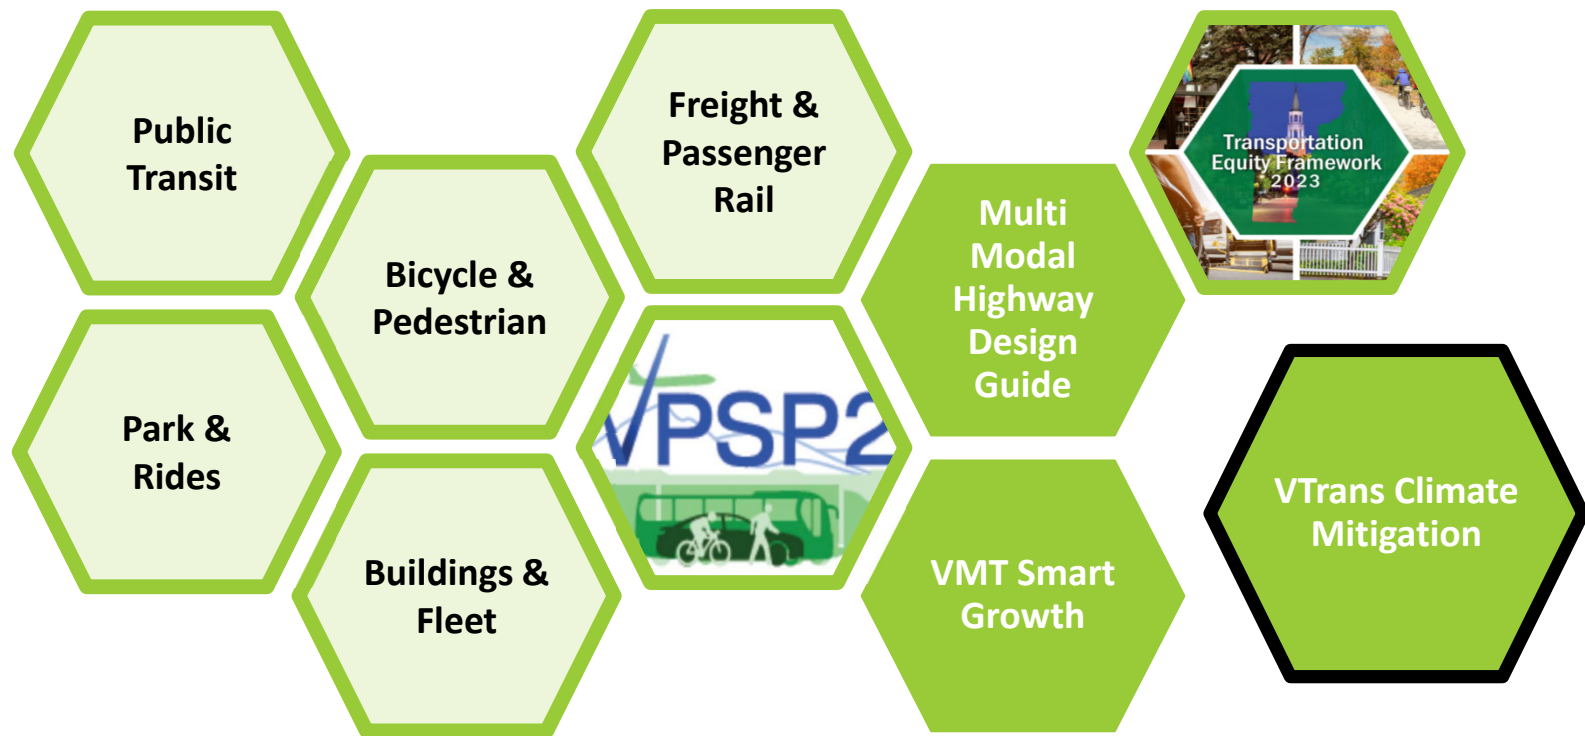 Public
Transit
Park &
Rides
Bicycle &
Pedestrian
Buildings &
Fleet
Freight &
Passenger
Rail
VPSP2
Multi
Modal
Highway
Design
Guide
VMT Smart
Growth
Transportation
Equity Framework
2023
VTrans Climate
Mitigation